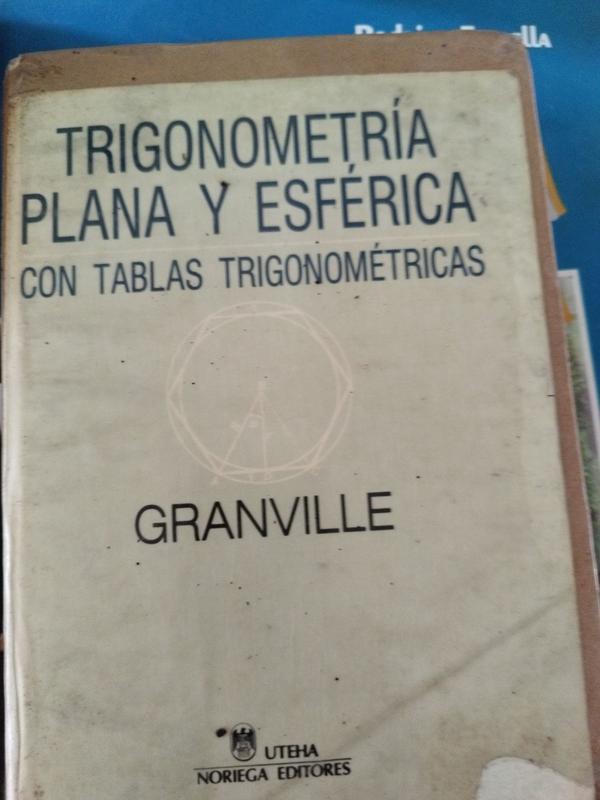 TRIGONOMETRÍA
PLANA Y ESFÉRICA
CON TABLAS TRIGONOMÉTRICAS
GRANVILLE
UTEHA
NORIEGA EDITORES